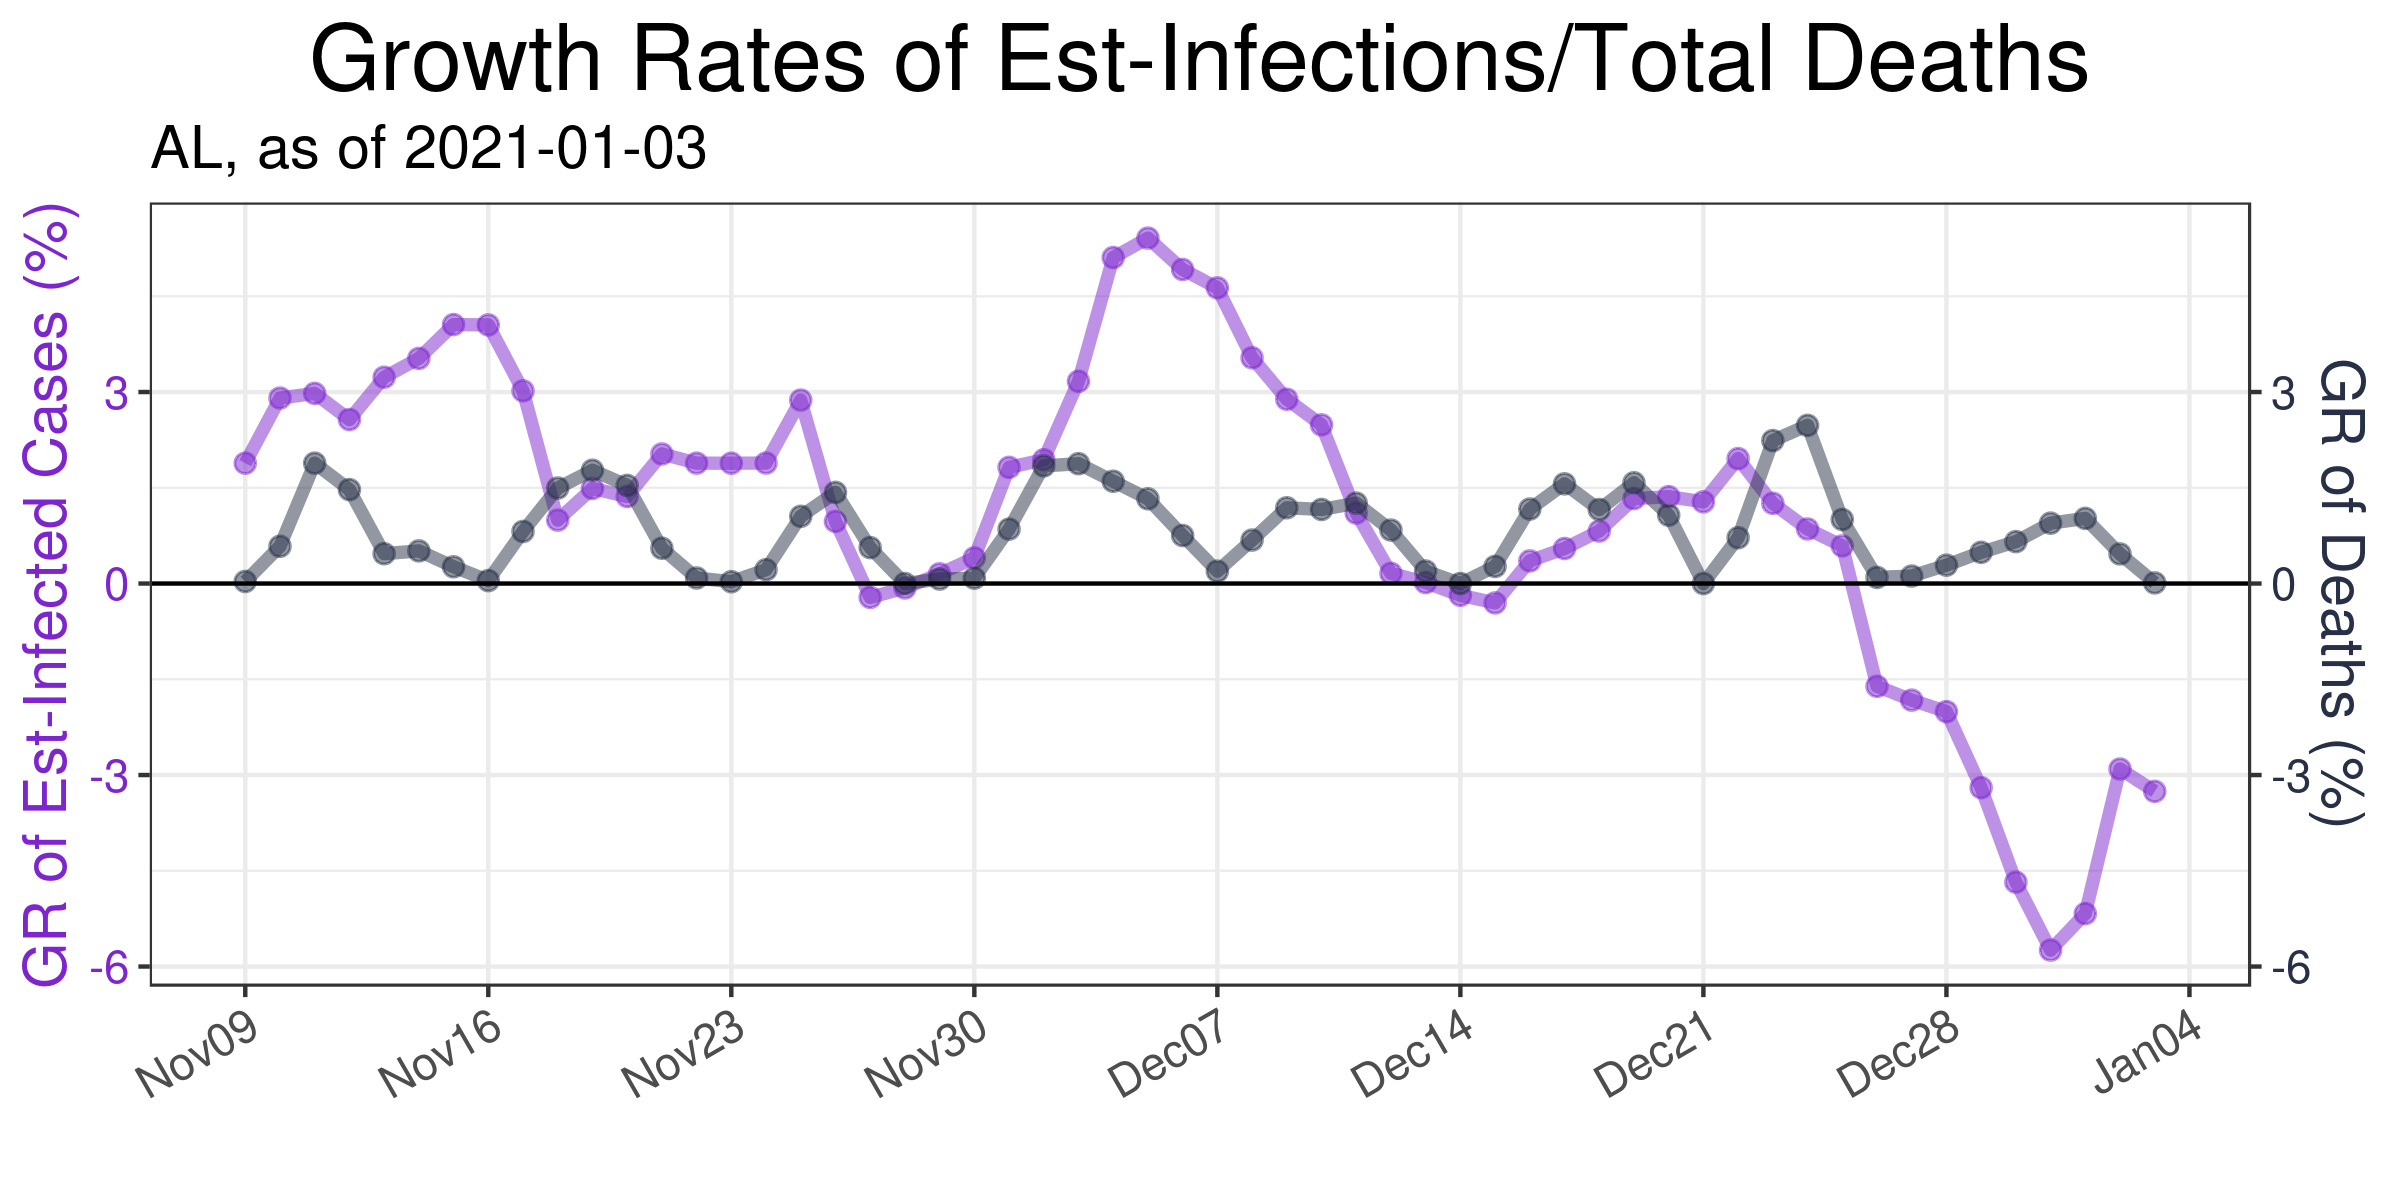 Growth Rates of Est-Infections/Total Deaths
AL, as of 2021-01-03
GR of Est-Infected Cases (%)
3
0
-3
-6
3
0
-3
-6
GR of Deaths (%)
Nov09
Nov16
Nov23
Nov30
Dec07
Dec14
Dec21
Dec28
Jan04